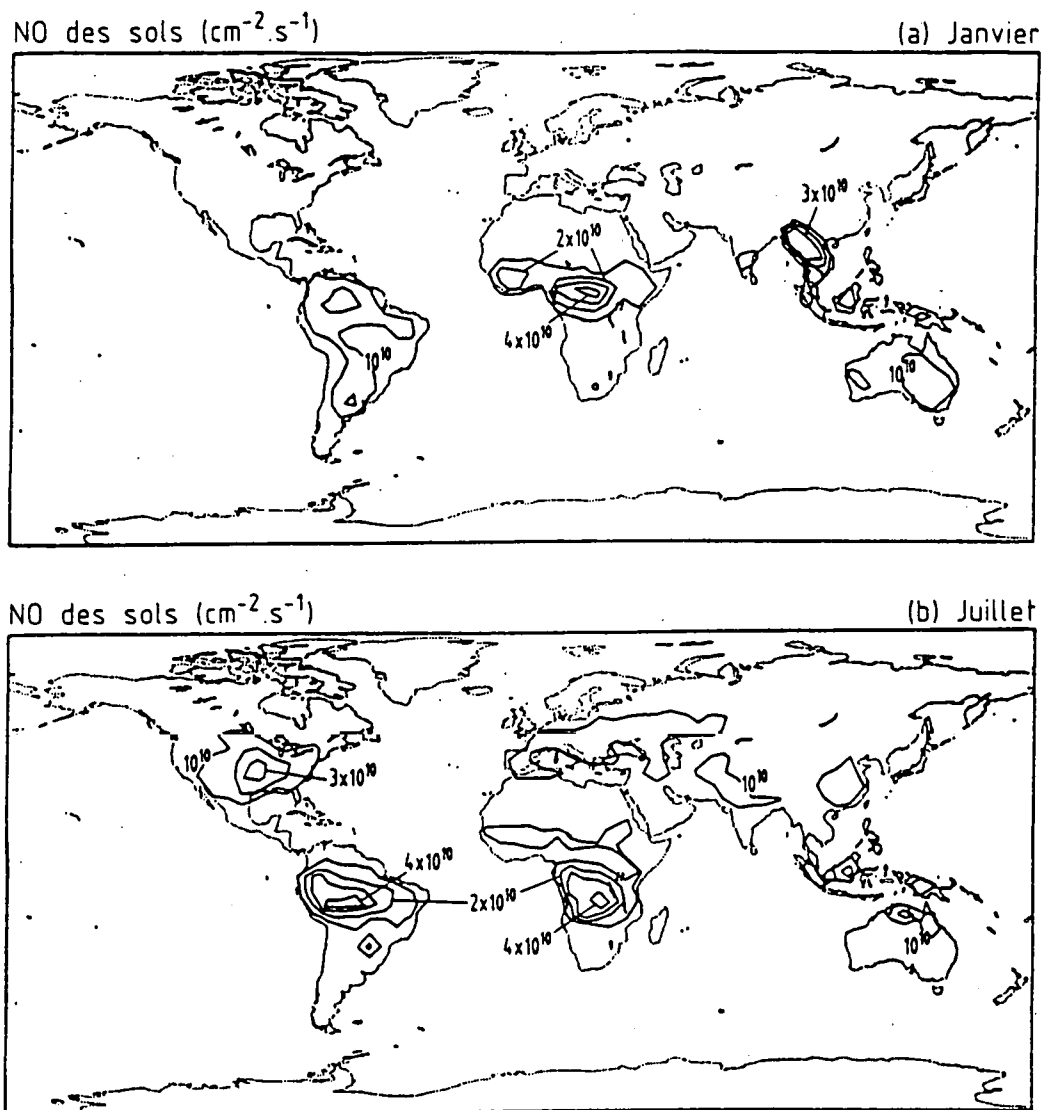 NO des sols (cm⁻².s⁻¹)
(a) Janvier
3x10¹⁰
2x10¹⁰
4x10¹⁰
10¹⁰
10¹⁰
NO des sols (cm⁻².s⁻¹)
(b) Juillet
10¹⁰
3x10¹⁰
10¹⁰
4x10¹⁰
2x10¹⁰
4x10¹⁰
10¹⁰